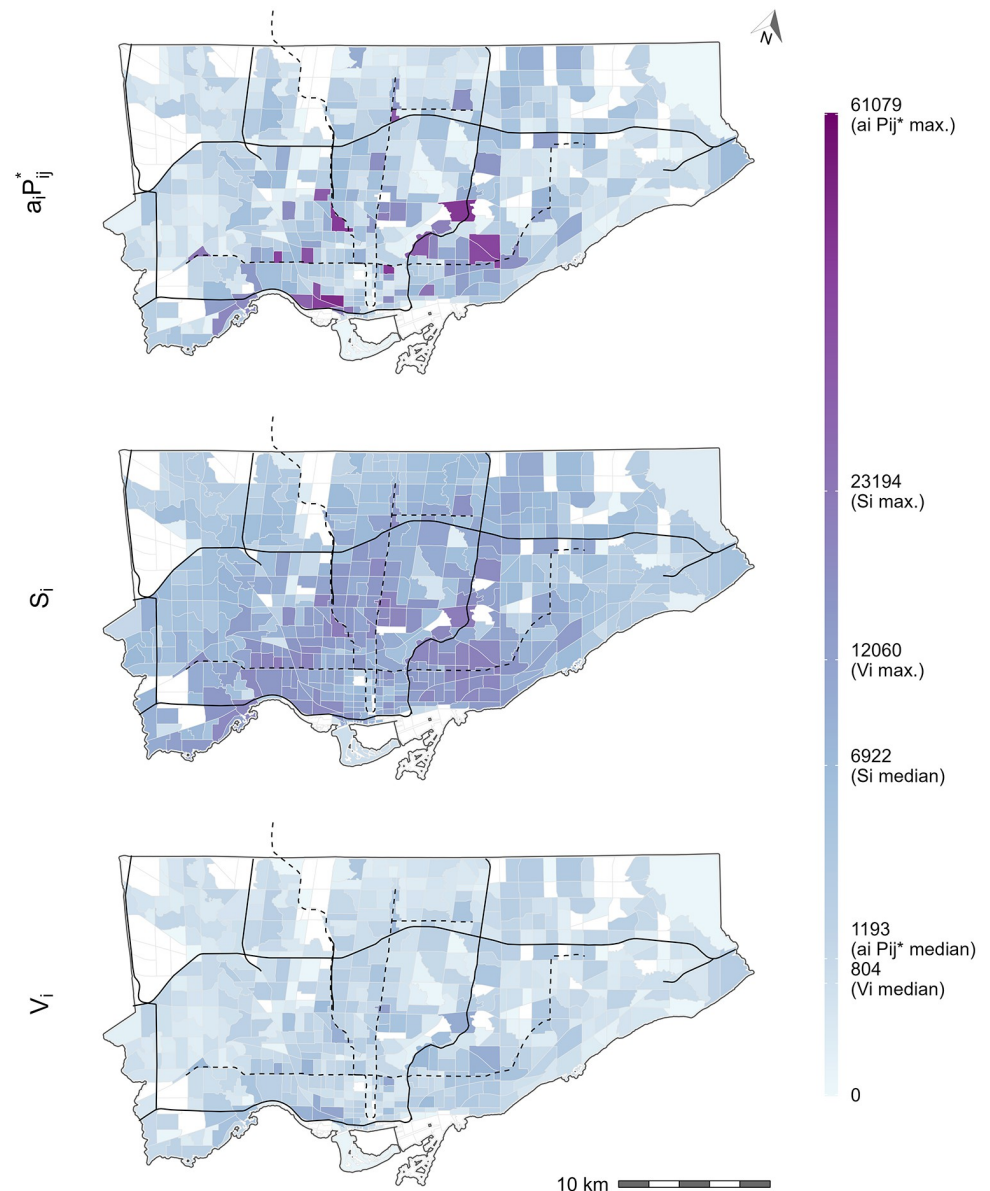 N
aᵢP*ᵢⱼ
61079
(ai Pij* max.)
23194
(Si max.)
Sᵢ
12060
(Vi max.)
6922
(Si median)
1193
(ai Pij* median)
804
(Vi median)
Vᵢ
0
10 km